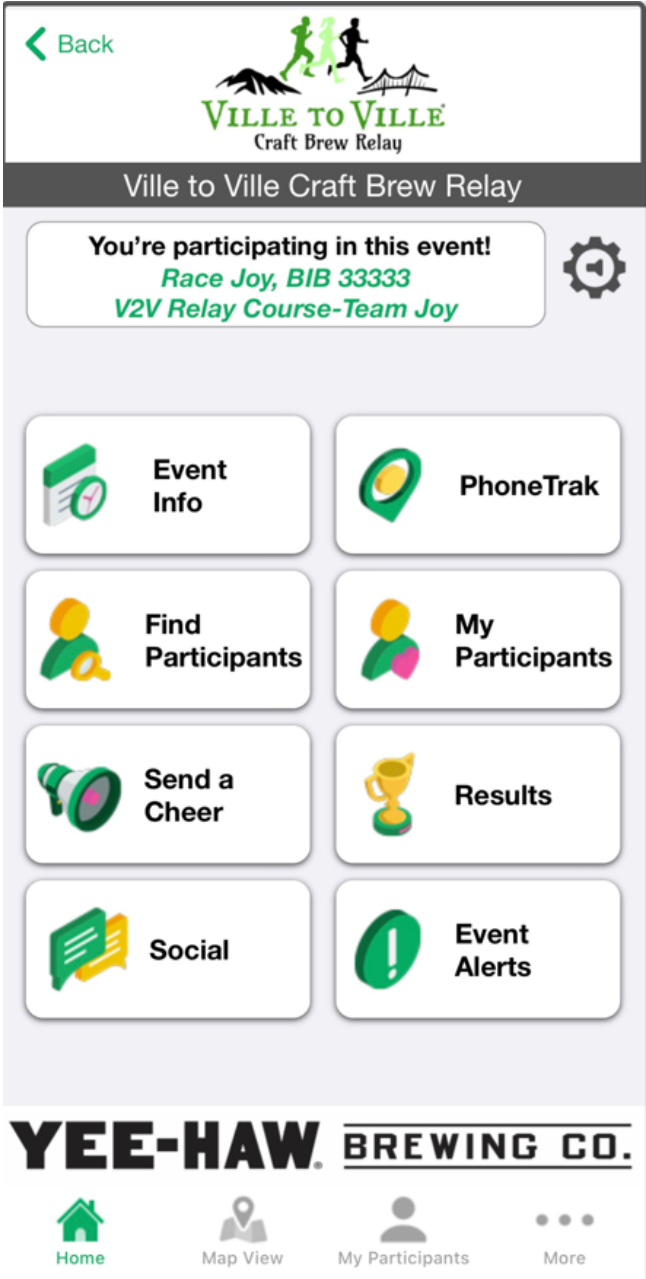 Back
VILLE TO VILLE
Craft Brew Relay
Ville to Ville Craft Brew Relay
You're participating in this event!
Race Joy, BIB 33333
V2V Relay Course-Team Joy
Event
Info
PhoneTrak
Find
Participants
My
Participants
Send a
Cheer
Results
Social
Event
Alerts
YEE-HAW BREWING CO.
Home
Map View
My Participants
More